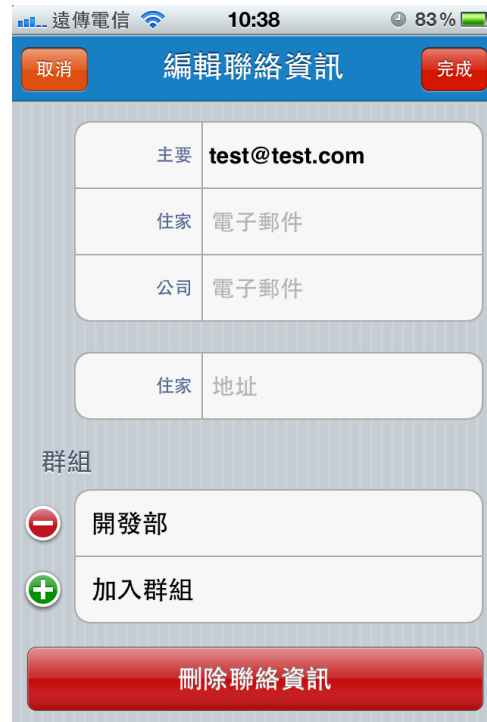 遠傳電信 10:38 83%
取消 編輯聯絡資訊 完成
主要 test@test.com
住家 電子郵件
公司 電子郵件
住家 地址
群組
開發部
加入群組
刪除聯絡資訊